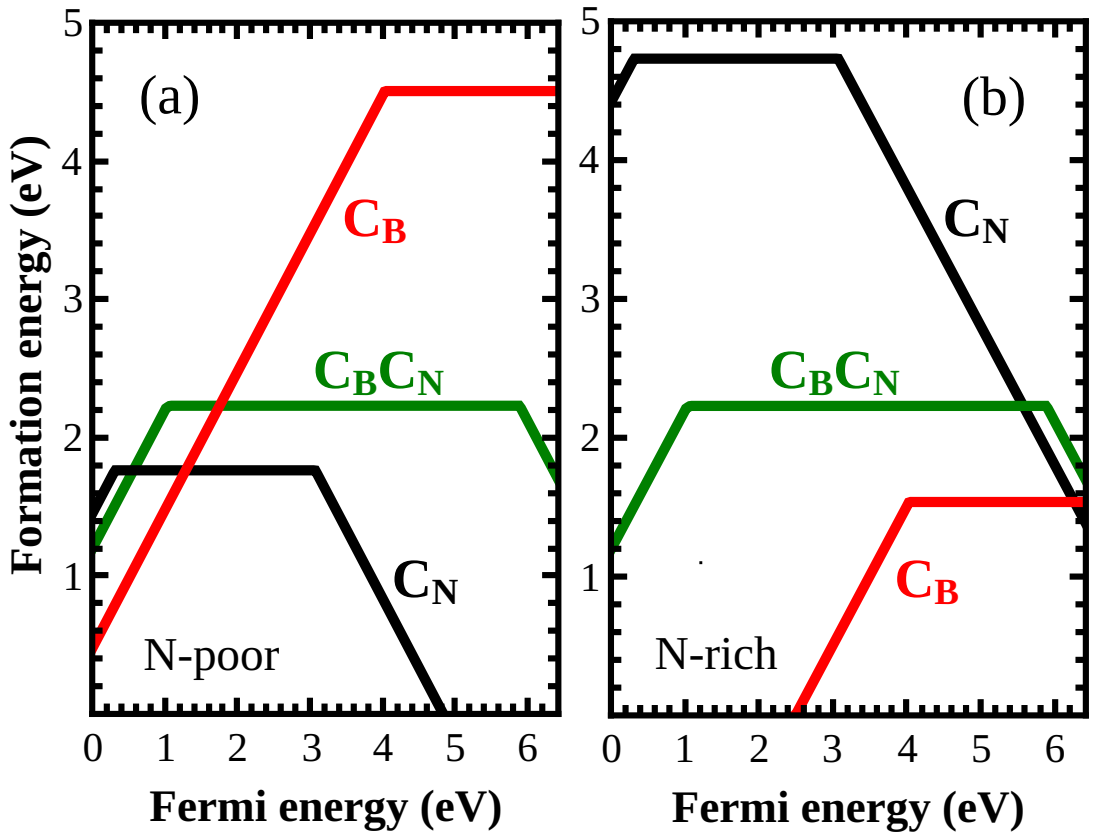 (a)
5
4
3
2
1
C_B
C_BC_N
C_N
N-poor
0 1 2 3 4 5 6
Fermi energy (eV)
Formation energy (eV)
(b)
5
4
3
2
1
C_N
C_BC_N
C_B
N-rich
0 1 2 3 4 5 6
Fermi energy (eV)